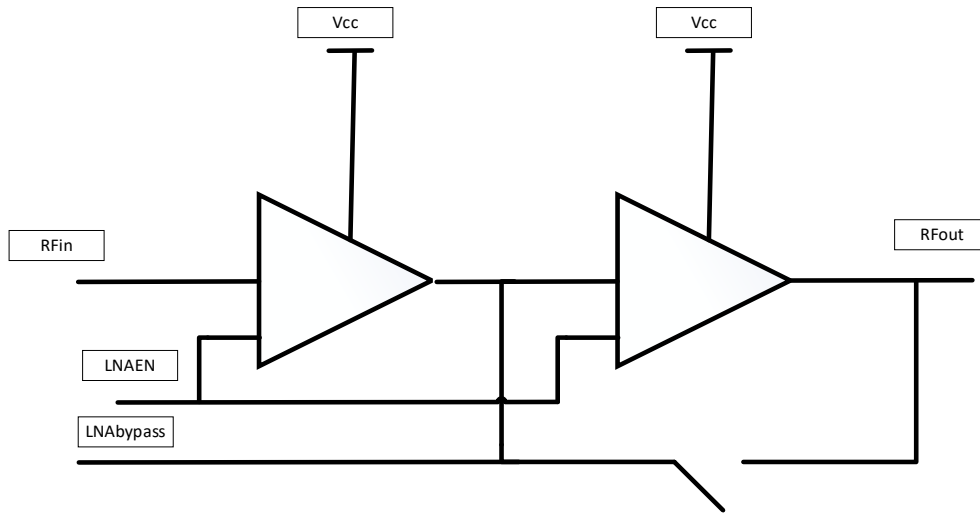 Vcc
Vcc
RFin
RFout
LNAEN
LNAbypass